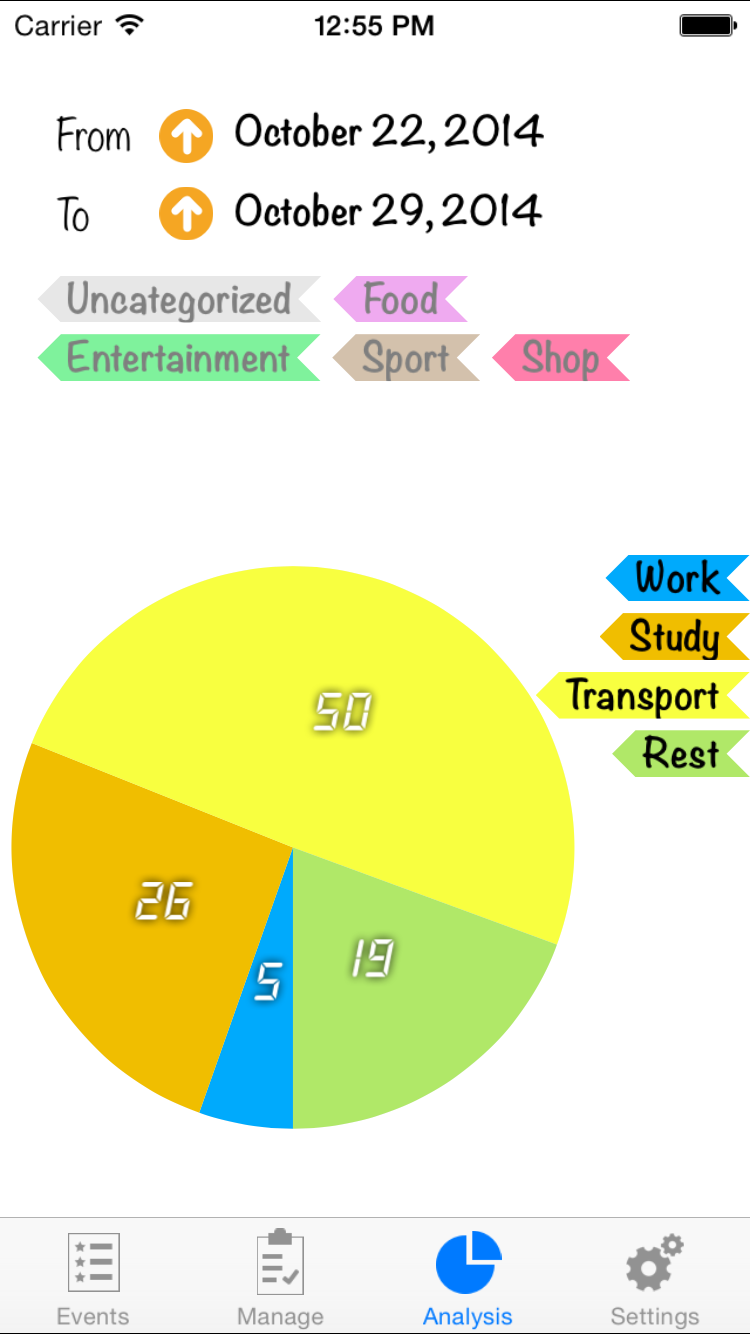 Carrier 12:55 PM
From October 22, 2014
To October 29, 2014
Uncategorized Food
Entertainment Sport Shop
Work
Study
Transport
Rest
50
26
19
5
Events Manage Analysis Settings